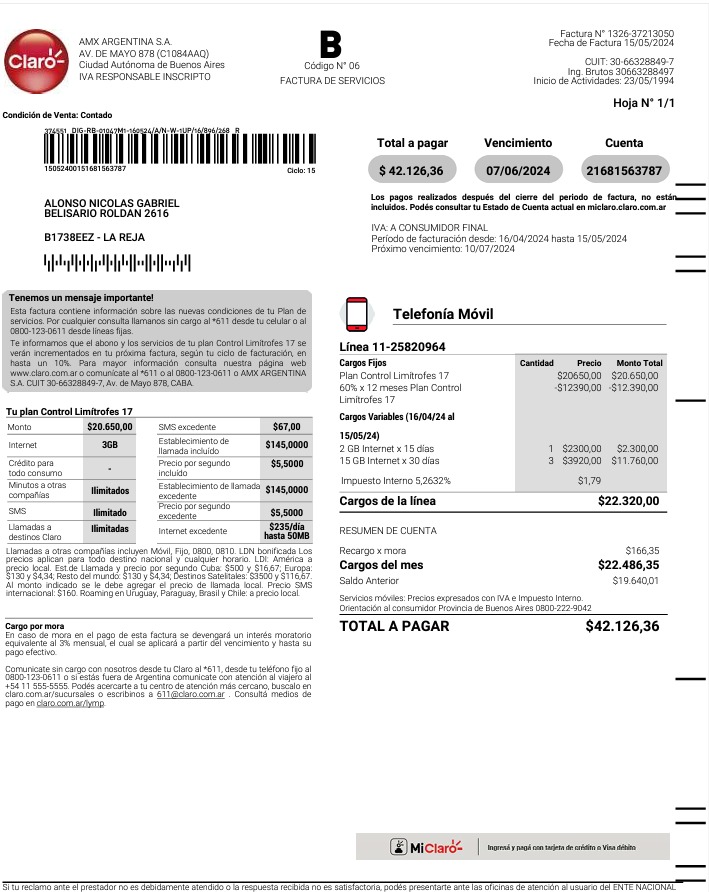 Claro
AMX ARGENTINA S.A.
AV. DE MAYO 878 (C1084AAQ)
Ciudad Autónoma de Buenos Aires
IVA RESPONSABLE INSCRIPTO
B
Código N° 06
FACTURA DE SERVICIOS
Factura N° 1326-37213050
Fecha de Factura 15/05/2024
CUIT: 30-66328849-7
Ing. Brutos 30663288497
Inicio de Actividades: 23/05/1994
Hoja N° 1/1
Condición de Venta: Contado
374551 DIG-RB-01047M1-160524/A/N-W-1UP/16/896/268 R
15052400151681563787 Ciclo: 15
Total a pagar Vencimiento Cuenta
$ 42.126,36 07/06/2024 21681563787
Los pagos realizados después del cierre del periodo de factura, no están
incluidos. Podés consultar tu Estado de Cuenta actual en miclaro.claro.com.ar
ALONSO NICOLAS GABRIEL
BELISARIO ROLDAN 2616
B1738EEZ - LA REJA
IVA: A CONSUMIDOR FINAL
Período de facturación desde: 16/04/2024 hasta 15/05/2024
Próximo vencimiento: 10/07/2024
Tenemos un mensaje importante!
Esta factura contiene información sobre las nuevas condiciones de tu Plan de
servicios. Por cualquier consulta llamanos sin cargo al *611 desde tu celular o al
0800-123-0611 desde líneas fijas.
Te informamos que el abono y los servicios de tu plan Control Limítrofes 17 se
verán incrementados en tu próxima factura, según tu ciclo de facturación, en
hasta un 10%. Para mayor información consulta nuestra página web
www.claro.com.ar o comunícate al *611 o al 0800-123-0611 o AMX ARGENTINA
S.A. CUIT 30-66328849-7, Av. de Mayo 878, CABA.
Tu plan Control Limítrofes 17
Monto $20.650,00 SMS excedente $67,00
Internet 3GB Establecimiento de
llamada incluído $145,0000
Crédito para
todo consumo - Precio por segundo
incluído $5,5000
Minutos a otras
compañías Ilimitados Establecimiento de llamada
excedente $145,0000
SMS Ilimitado Precio por segundo
excedente $5,5000
Llamadas a
destinos Claro Ilimitadas Internet excedente $235/día
hasta 50MB
Llamadas a otras compañias incluyen Móvil, Fijo, 0800, 0810. LDN bonificada Los
precios aplican para todo destino nacional y cualquier horario. LDI: América a
precio local. Est.de Llamada y precio por segundo Cuba: $500 y $16,67; Europa:
$130 y $4,34; Resto del mundo: $130 y $4,34; Destinos Satelitales: $3500 y $116,67.
Al monto indicado se le debe agregar el precio de llamada local. Precio SMS
internacional: $160. Roaming en Uruguay, Paraguay, Brasil y Chile: a precio local.
Cargo por mora
En caso de mora en el pago de esta factura se devengará un interés moratorio
equivalente al 3% mensual, el cual se aplicará a partir del vencimiento y hasta su
pago efectivo.
Comunicate sin cargo con nosotros desde tu Claro al *611, desde tu teléfono fijo al
0800-123-0611 o si estás fuera de Argentina comunicate con atención al viajero al
+54 11 555-5555. Podés acercarte a tu centro de atención más cercano, buscalo en
claro.com.ar/sucursales o escribinos a 611@claro.com.ar . Consultá medios de
pago en claro.com.ar/lymp.
Telefonía Móvil
Línea 11-25820964
Cargos Fijos Cantidad Precio Monto Total
Plan Control Limítrofes 17 $20650,00 $20.650,00
60% x 12 meses Plan Control -$12390,00 -$12.390,00
Limítrofes 17
Cargos Variables (16/04/24 al
15/05/24)
2 GB Internet x 15 días 1 $2300,00 $2.300,00
15 GB Internet x 30 días 3 $3920,00 $11.760,00
Impuesto Interno 5,2632% $1,79
Cargos de la línea $22.320,00
RESUMEN DE CUENTA
Recargo x mora $166,35
Cargos del mes $22.486,35
Saldo Anterior $19.640,01
Servicios móviles: Precios expresados con IVA e Impuesto Interno.
Orientación al consumidor Provincia de Buenos Aires 0800-222-9042
TOTAL A PAGAR $42.126,36
MiClaro Ingresá y pagá con tarjeta de crédito o Visa débito
Si tu reclamo ante el prestador no es debidamente atendido o la respuesta recibida no es satisfactoria, podés presentarte ante las oficinas de atención al usuario del ENTE NACIONAL